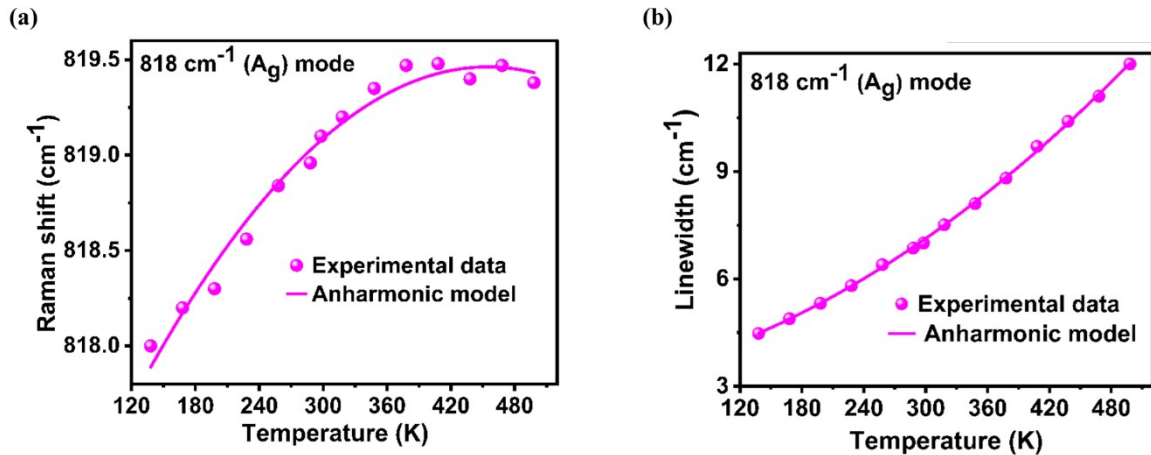 (a)
819.5
819.0
818.5
818.0
Raman shift (cm⁻¹)
818 cm⁻¹ (A_g) mode
Experimental data
Anharmonic model
120 180 240 300 360 420 480
Temperature (K)
(b)
12
9
6
3
Linewidth (cm⁻¹)
818 cm⁻¹ (A_g) mode
Experimental data
Anharmonic model
120 180 240 300 360 420 480
Temperature (K)